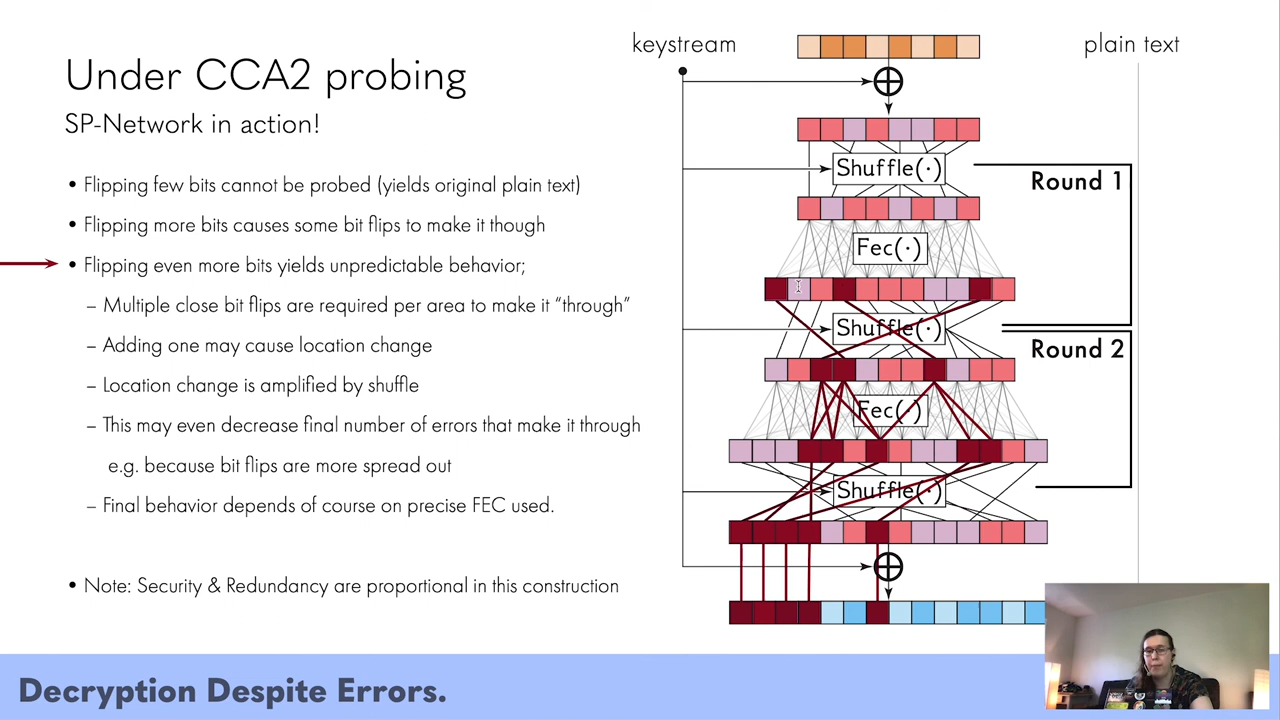 Under CCA2 probing
SP-Network in action!
• Flipping few bits cannot be probed (yields original plain text)
• Flipping more bits causes some bit flips to make it though
• Flipping even more bits yields unpredictable behavior;
– Multiple close bit flips are required per area to make it “through”
– Adding one may cause location change
– Location change is amplified by shuffle
– This may even decrease final number of errors that make it through
e.g. because bit flips are more spread out
– Final behavior depends of course on precise FEC used.
• Note: Security & Redundancy are proportional in this construction
keystream
plain text
Shuffle(·)
Round 1
Fec(·)
Shuffle(·)
Round 2
Fec(·)
Shuffle(·)
Decryption Despite Errors.